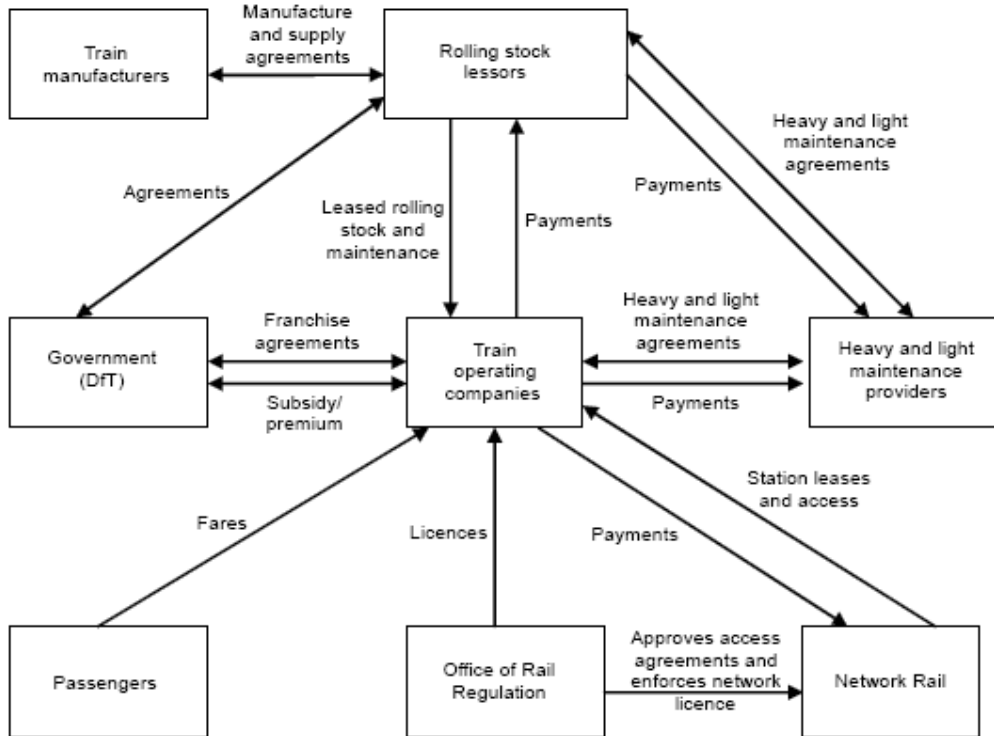 Manufacture
and supply
agreements
Train
manufacturers
Rolling stock
lessors
Heavy and light
maintenance
agreements
Payments
Agreements
Leased rolling
stock and
maintenance
Payments
Government
(DfT)
Franchise
agreements
Subsidy/
premium
Train
operating
companies
Heavy and light
maintenance
agreements
Payments
Heavy and light
maintenance
providers
Fares
Licences
Payments
Station leases
and access
Passengers
Office of Rail
Regulation
Approves access
agreements and
enforces network
licence
Network Rail